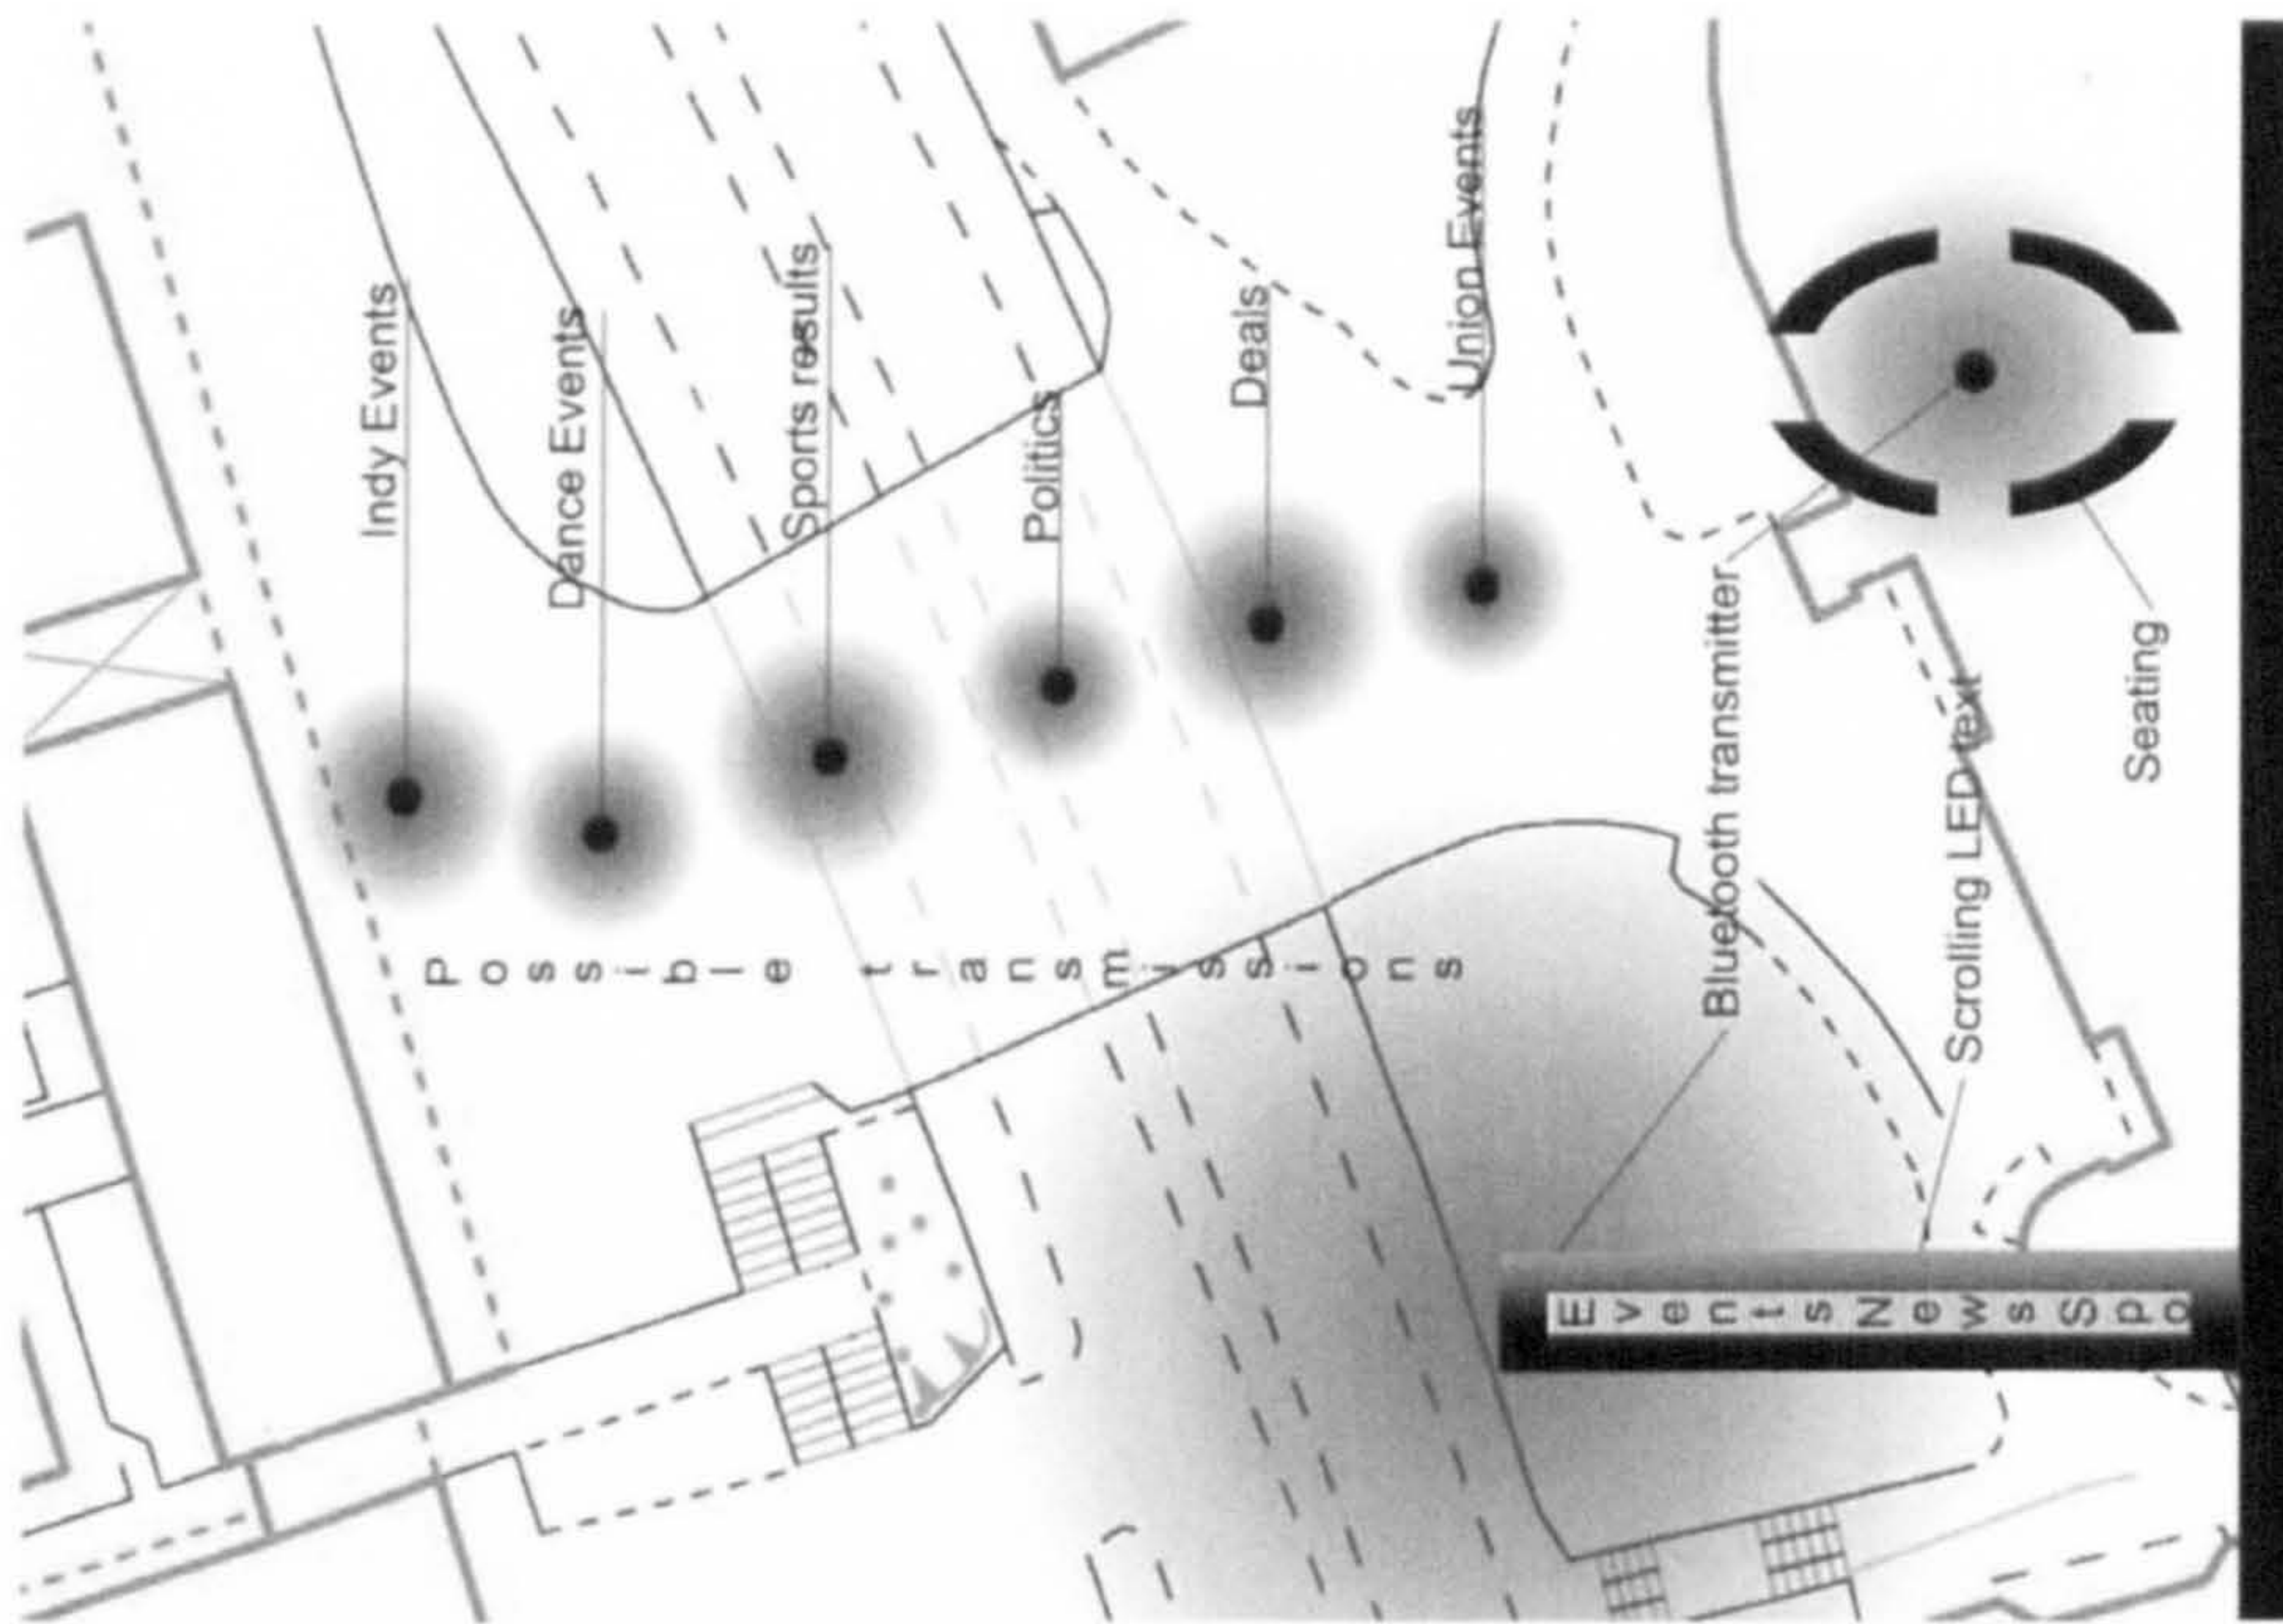 Indy Events
Dance Events
Sports results
Politics
Deals
Union Events
Possible transmissions
Bluetooth transmitter
Scrolling LED text
Seating
EventsNewsSpo